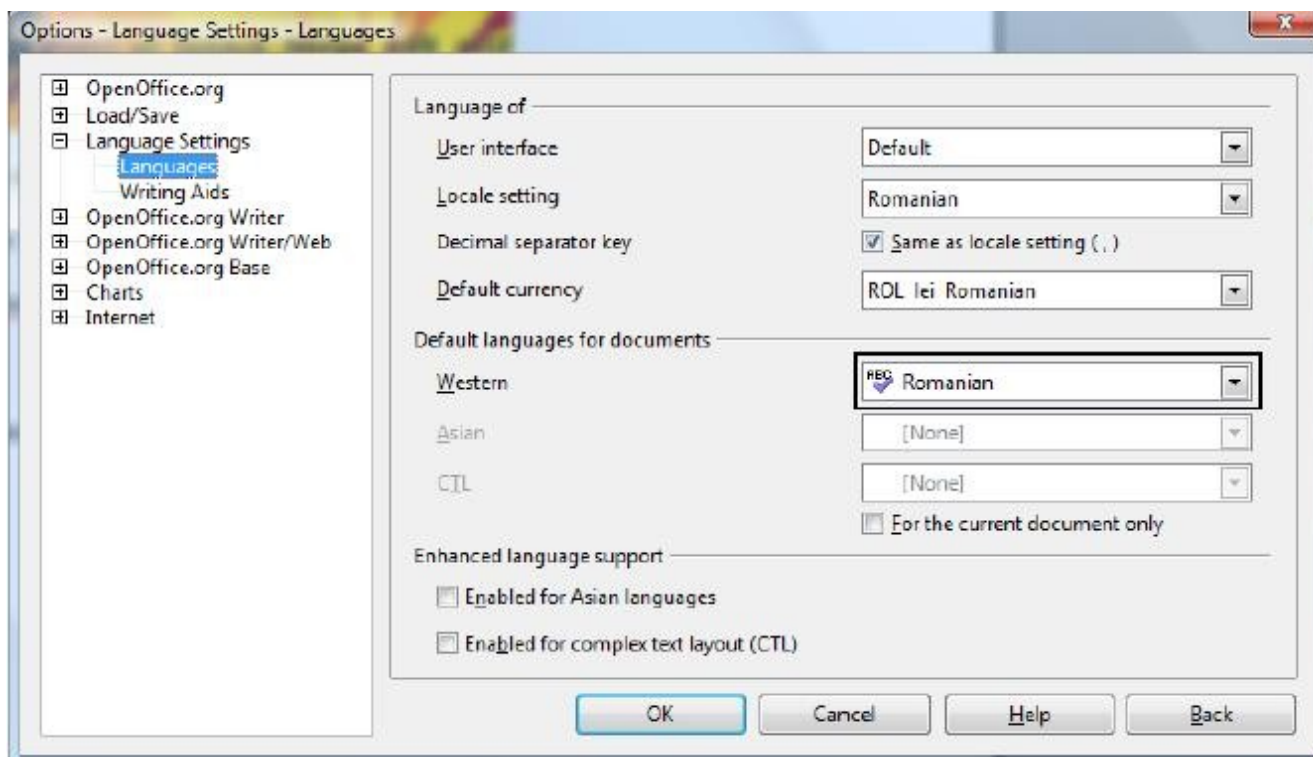 Options - Language Settings - Languages
OpenOffice.org
Load/Save
Language Settings
Languages
Writing Aids
OpenOffice.org Writer
OpenOffice.org Writer/Web
OpenOffice.org Base
Charts
Internet
Language of
User interface
Default
Locale setting
Romanian
Decimal separator key
Same as locale setting ( , )
Default currency
ROL lei Romanian
Default languages for documents
Western
ABC Romanian
Asian
[None]
CTL
[None]
For the current document only
Enhanced language support
Enabled for Asian languages
Enabled for complex text layout (CTL)
OK
Cancel
Help
Back